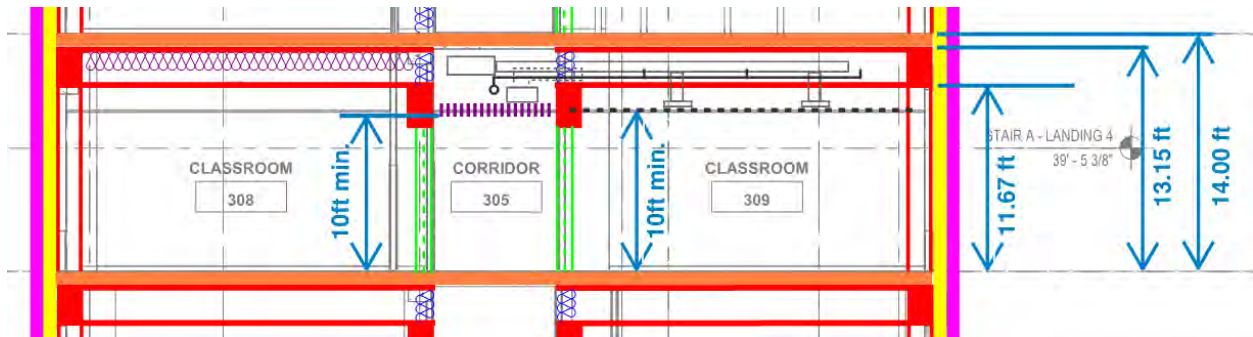 CLASSROOM
308
10ft min.
CORRIDOR
305
10ft min.
CLASSROOM
309
11.67 ft
STAIR A - LANDING 4
39' - 5 3/8"
13.15 ft
14.00 ft